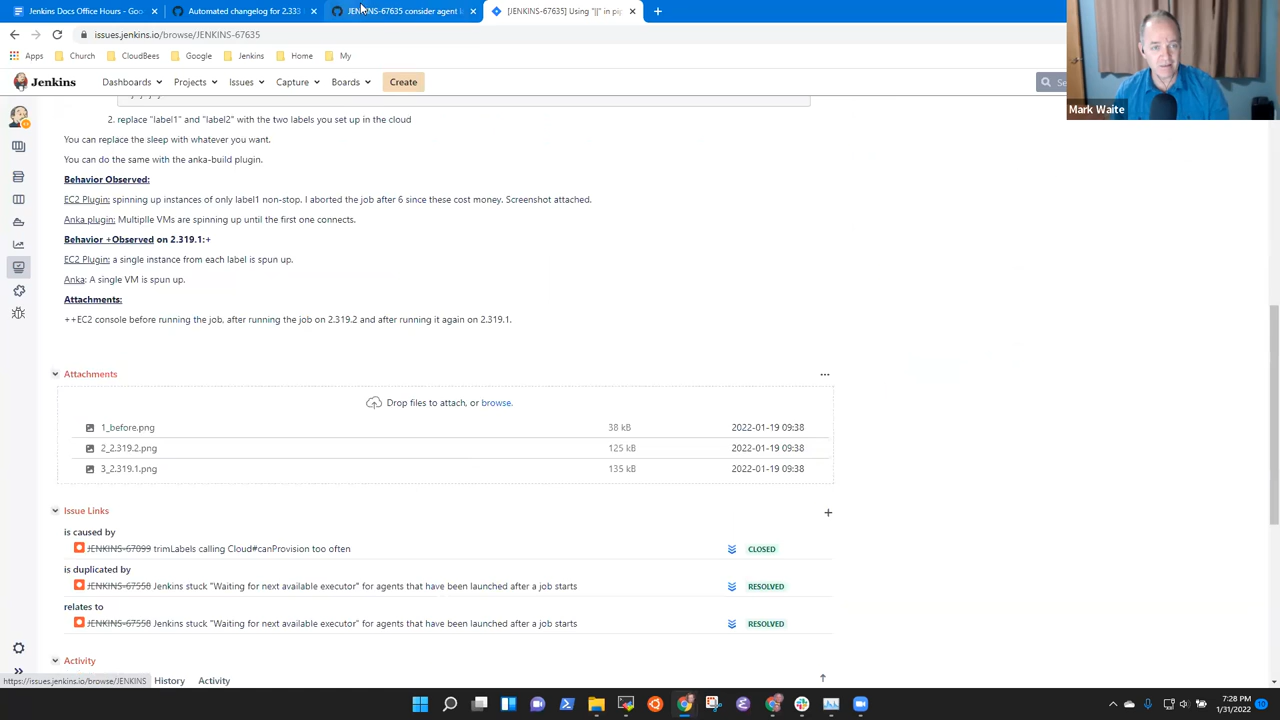 Jenkins Docs Office Hours - Goo
Automated changelog for 2.333
JENKINS-67635 consider agent l
[JENKINS-67635] Using "||" in pip
issues.jenkins.io/browse/JENKINS-67635
Apps
Church
CloudBees
Google
Jenkins
Home
My
Jenkins
Dashboards
Projects
Issues
Capture
Boards
Create
Mark Waite
2. replace "label1" and "label2" with the two labels you set up in the cloud
You can replace the sleep with whatever you want.
You can do the same with the anka-build plugin.
Behavior Observed:
EC2 Plugin: spinning up instances of only label1 non-stop. I aborted the job after 6 since these cost money. Screenshot attached.
Anka plugin: Multiplle VMs are spinning up until the first one connects.
Behavior +Observed on 2.319.1:+
EC2 Plugin: a single instance from each label is spun up.
Anka: A single VM is spun up.
Attachments:
++EC2 console before running the job, after running the job on 2.319.2 and after running it again on 2.319.1.
Attachments
Drop files to attach, or browse.
1_before.png 38 kB 2022-01-19 09:38
2_2.319.2.png 125 kB 2022-01-19 09:38
3_2.319.1.png 135 kB 2022-01-19 09:38
Issue Links
is caused by
JENKINS-67099 trimLabels calling Cloud#canProvision too often CLOSED
is duplicated by
JENKINS-67558 Jenkins stuck "Waiting for next available executor" for agents that have been launched after a job starts RESOLVED
relates to
JENKINS-67558 Jenkins stuck "Waiting for next available executor" for agents that have been launched after a job starts RESOLVED
Activity
https://issues.jenkins.io/browse/JENKINS
History
Activity
7:28 PM
1/31/2022